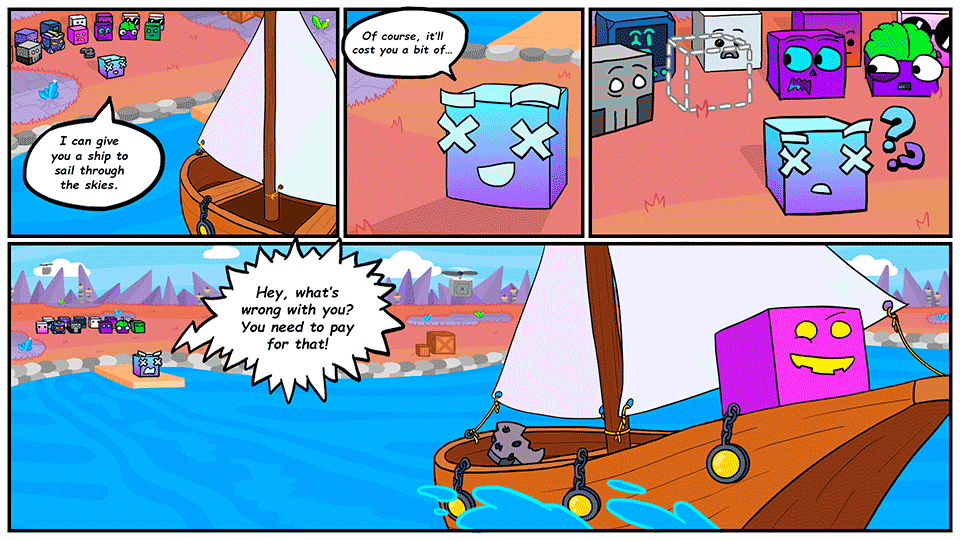 I can give
you a ship to
sail through
the skies.
Of course, it'll
cost you a bit of...
??
Hey, what's
wrong with you?
You need to pay
for that!